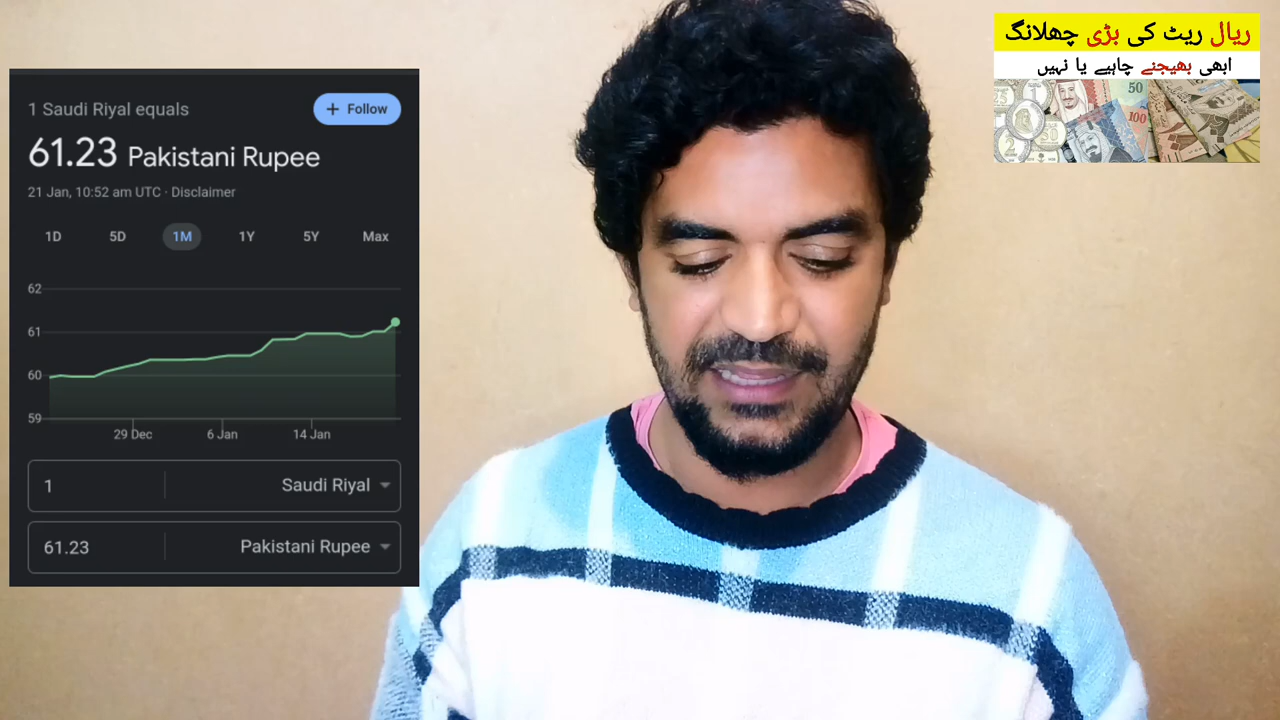 1 Saudi Riyal equals
+ Follow
61.23 Pakistani Rupee
21 Jan, 10:52 am UTC · Disclaimer
1D 5D 1M 1Y 5Y Max
62
61
60
59
29 Dec 6 Jan 14 Jan
1 Saudi Riyal
61.23 Pakistani Rupee
ریال ریٹ کی بڑی چھلانگ
ابھی بھیجنے چاہیے یا نہیں
50
100